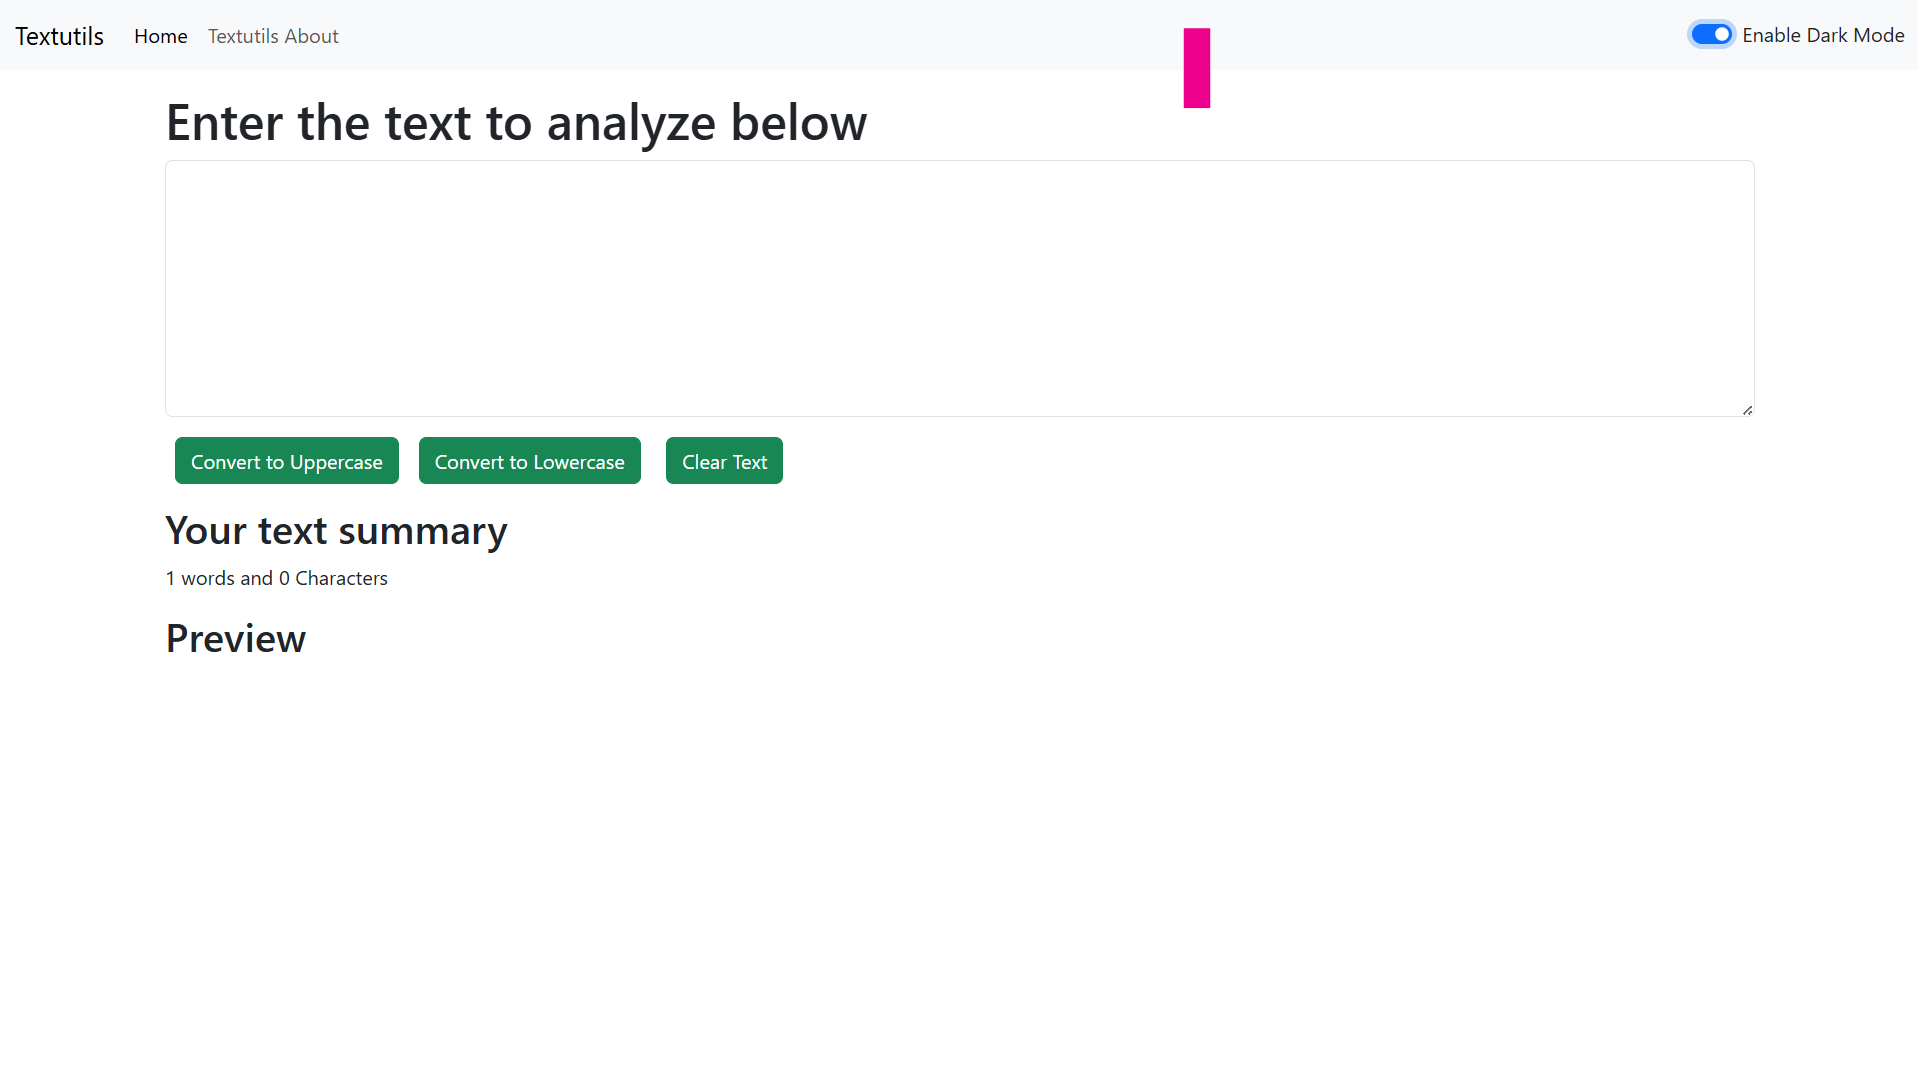 Textutils Home Textutils About Enable Dark Mode
Enter the text to analyze below
Convert to Uppercase Convert to Lowercase Clear Text
Your text summary
1 words and 0 Characters
Preview